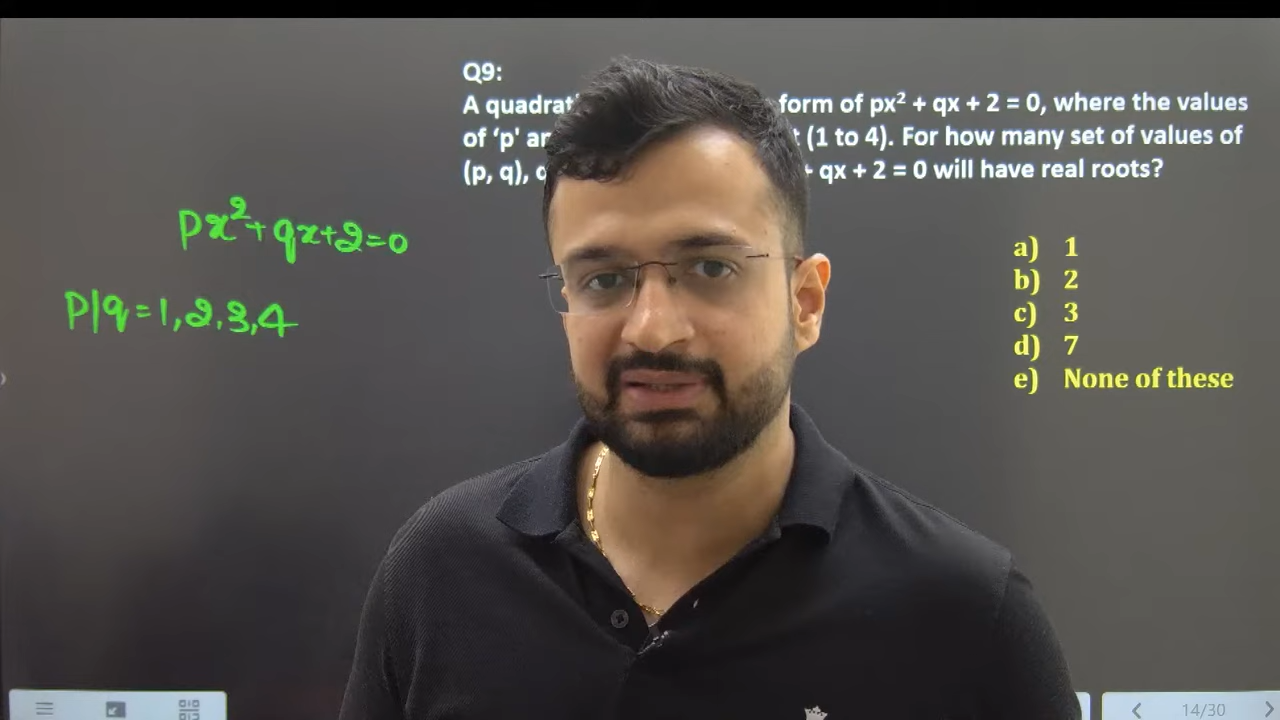 Q9:
A form of px² + qx + 2 = 0, where the values
of 'p' (1 to 4). For how many set of values of
(p, q), + qx + 2 = 0 will have real roots?
px²+qx+2=0
P/q=1,2,3,4
a) 1
b) 2
c) 3
d) 7
e) None of these
14/30